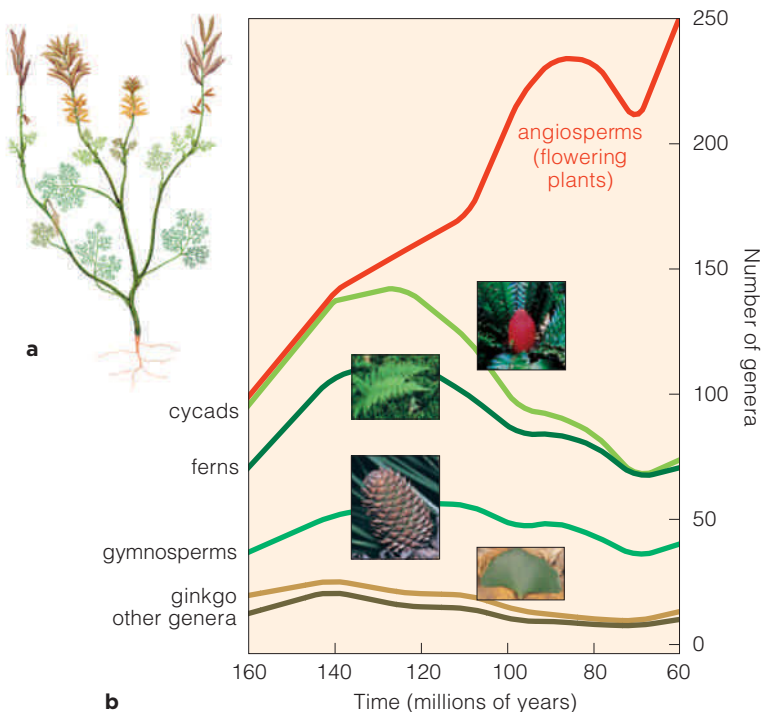 a
250
angiosperms
(flowering
plants)
200
150
Number of genera
100
cycads
ferns
50
gymnosperms
ginkgo
other genera
0
160
140
120
100
80
60
b
Time (millions of years)